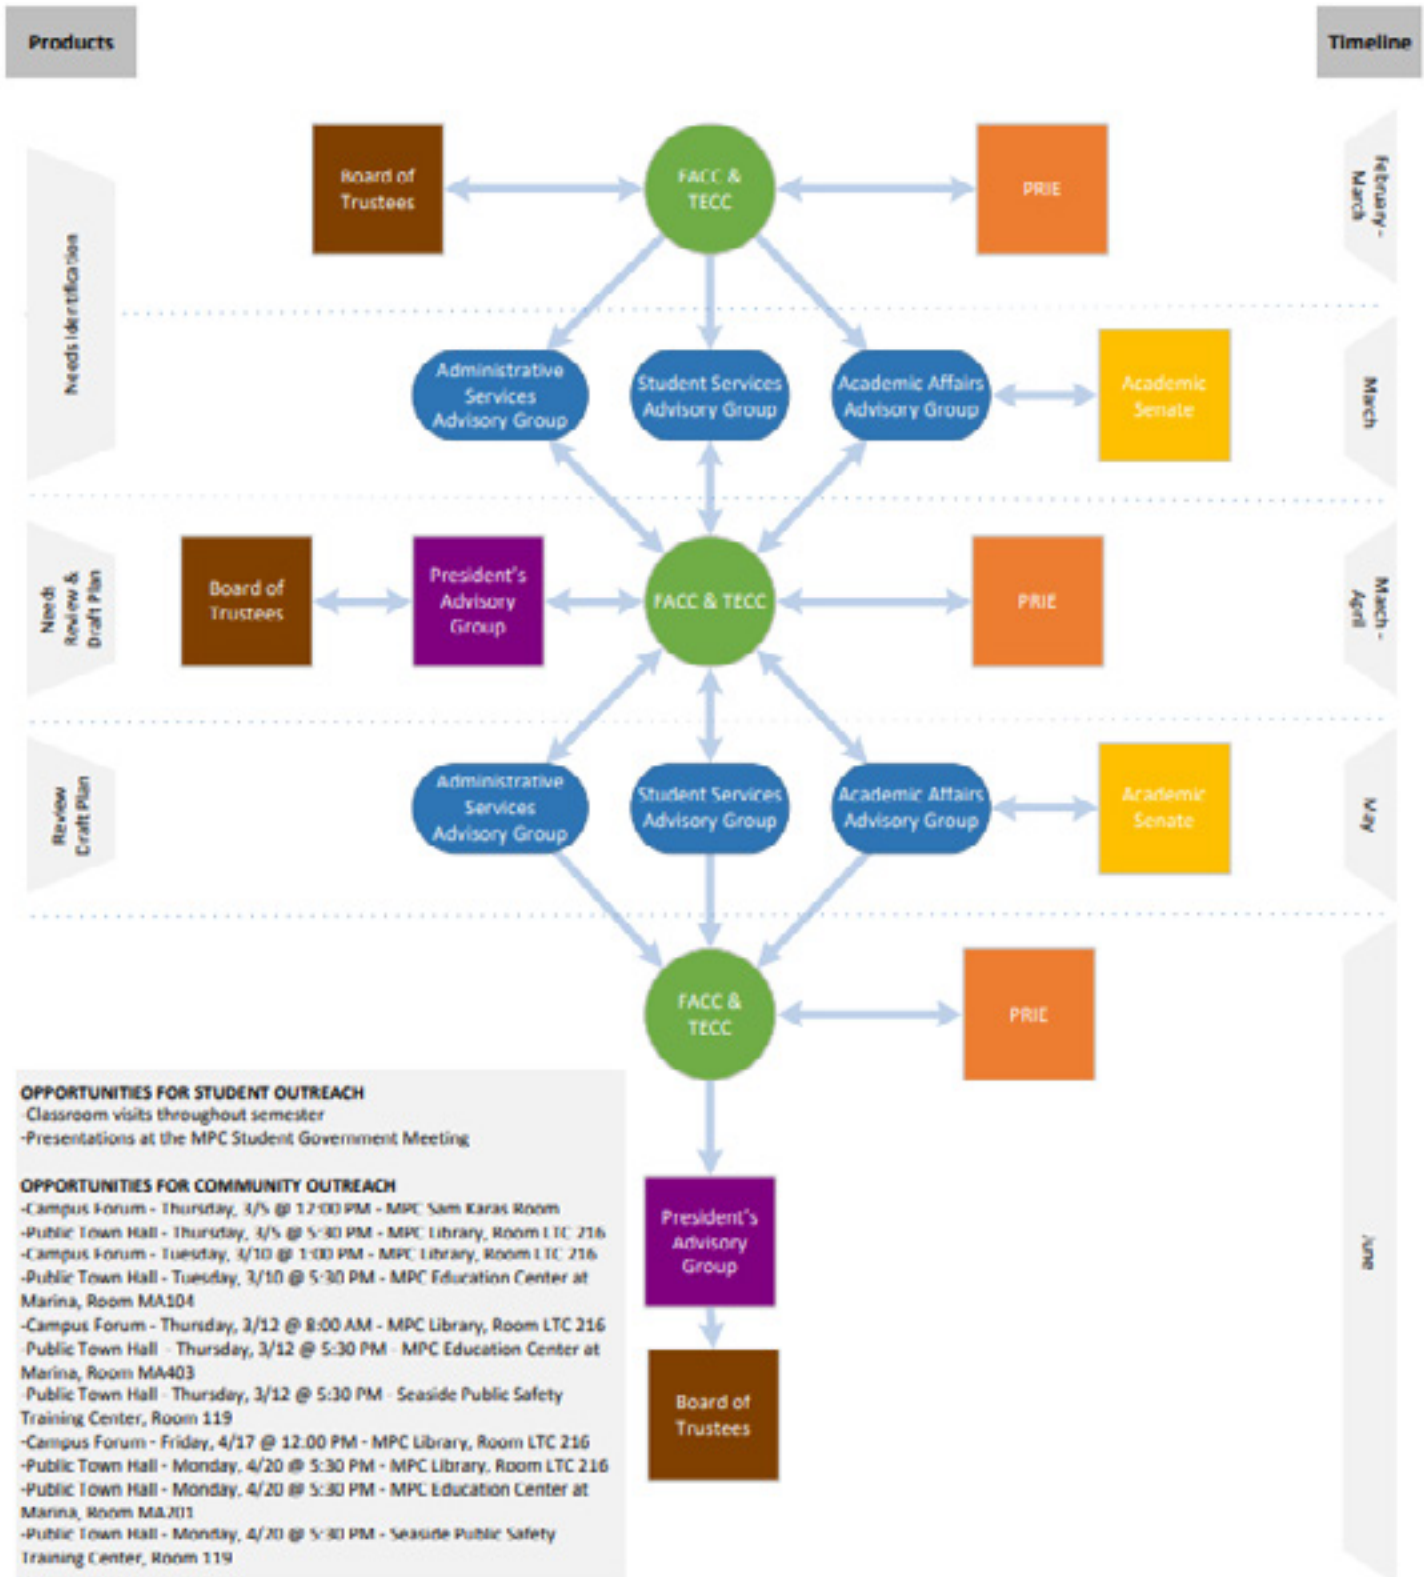 Products
Timeline
Board of
Trustees
FACC &
TECC
PRIE
February -
March
Needs Identification
Administrative
Services
Advisory Group
Student Services
Advisory Group
Academic Affairs
Advisory Group
Academic
Senate
March
Needs
Review &
Draft Plan
Board of
Trustees
President's
Advisory
Group
FACC & TECC
PRIE
March -
April
Review
Draft Plan
Administrative
Services
Advisory Group
Student Services
Advisory Group
Academic Affairs
Advisory Group
Academic
Senate
May
FACC &
TECC
PRIE
President's
Advisory
Group
Board of
Trustees
June
OPPORTUNITIES FOR STUDENT OUTREACH
-Classroom visits throughout semester
-Presentations at the MPC Student Government Meeting
OPPORTUNITIES FOR COMMUNITY OUTREACH
-Campus Forum - Thursday, 3/5 @ 12:00 PM - MPC Sam Karas Room
-Public Town Hall - Thursday, 3/5 @ 5:30 PM - MPC Library, Room LTC 216
-Campus Forum - Tuesday, 3/10 @ 1:00 PM - MPC Library, Room LTC 216
-Public Town Hall - Tuesday, 3/10 @ 5:30 PM - MPC Education Center at
Marina, Room MA104
-Campus Forum - Thursday, 3/12 @ 8:00 AM - MPC Library, Room LTC 216
-Public Town Hall - Thursday, 3/12 @ 5:30 PM - MPC Education Center at
Marina, Room MA403
-Public Town Hall - Thursday, 3/12 @ 5:30 PM - Seaside Public Safety
Training Center, Room 119
-Campus Forum - Friday, 4/17 @ 12:00 PM - MPC Library, Room LTC 216
-Public Town Hall - Monday, 4/20 @ 5:30 PM - MPC Library, Room LTC 216
-Public Town Hall - Monday, 4/20 @ 5:30 PM - MPC Education Center at
Marina, Room MA201
-Public Town Hall - Monday, 4/20 @ 5:30 PM - Seaside Public Safety
Training Center, Room 119